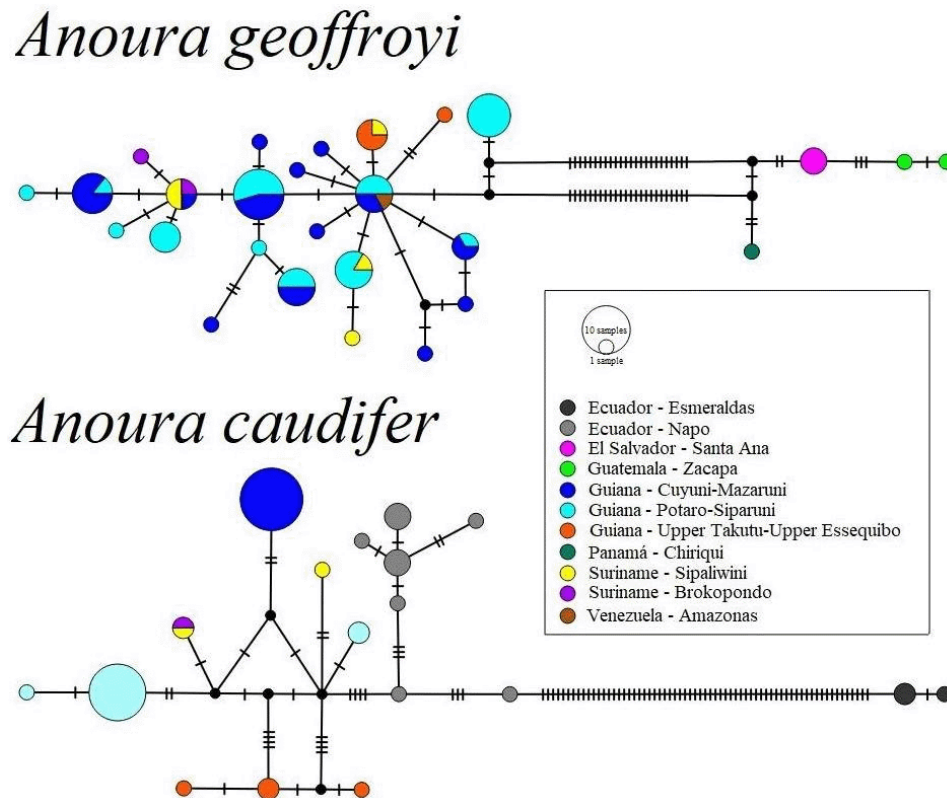 Anoura geoffroyi
10 samples
1 sample
Ecuador - Esmeraldas
Ecuador - Napo
El Salvador - Santa Ana
Guatemala - Zacapa
Guiana - Cuyuni-Mazaruni
Guiana - Potaro-Siparuni
Guiana - Upper Takutu-Upper Essequibo
Panamá - Chiriqui
Suriname - Sipaliwini
Suriname - Brokopondo
Venezuela - Amazonas
Anoura caudifer